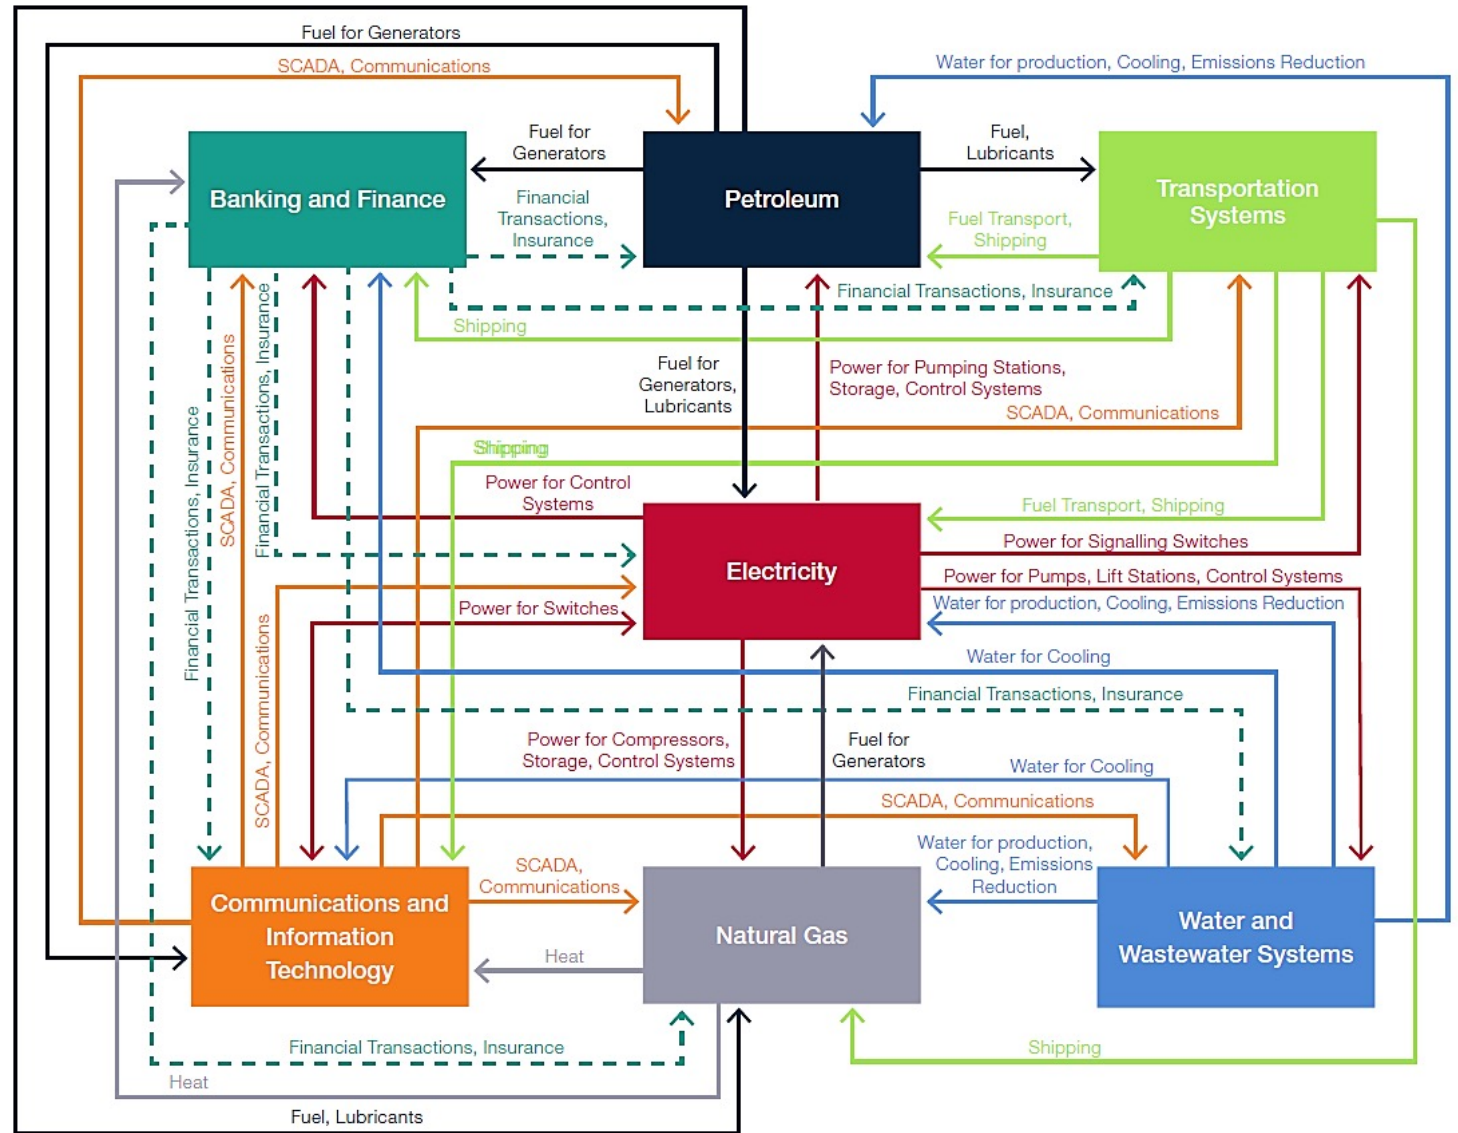 Fuel for Generators
SCADA, Communications
Water for production, Cooling, Emissions Reduction
Fuel for
Generators
Fuel,
Lubricants
Banking and Finance
Petroleum
Transportation
Systems
Financial
Transactions,
Insurance
Fuel Transport,
Shipping
Financial Transactions, Insurance
Shipping
Fuel for
Generators,
Lubricants
Power for Pumping Stations,
Storage, Control Systems
SCADA, Communications
Financial Transactions, Insurance
SCADA, Communications
Financial Transactions, Insurance
Shipping
Power for Control
Systems
Fuel Transport, Shipping
Power for Signalling Switches
Electricity
Power for Pumps, Lift Stations, Control Systems
Water for production, Cooling, Emissions Reduction
Power for Switches
SCADA, Communications
Water for Cooling
Financial Transactions, Insurance
Power for Compressors,
Storage, Control Systems
Fuel for
Generators
Water for Cooling
SCADA, Communications
SCADA,
Communications
Water for production,
Cooling, Emissions
Reduction
Communications and
Information
Technology
Natural Gas
Water and
Wastewater Systems
Heat
Financial Transactions, Insurance
Shipping
Heat
Fuel, Lubricants